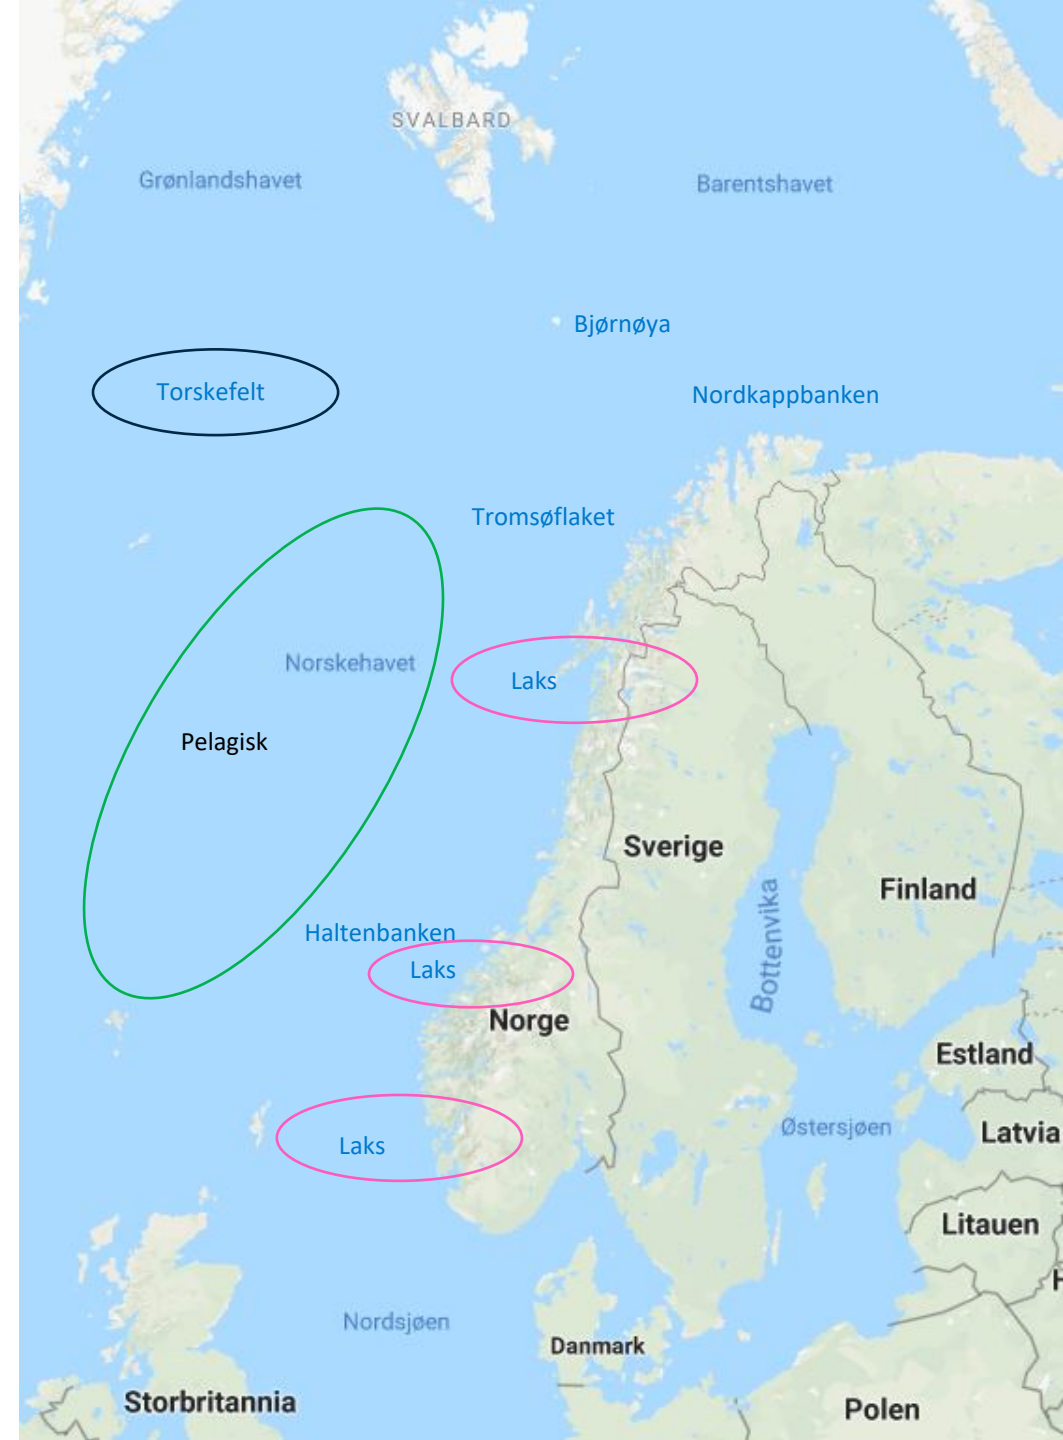 SVALBARD
Grønlandshavet
Barentshavet
Bjørnøya
Torskefelt
Nordkappbanken
Tromsøflaket
Norskehavet
Laks
Pelagisk
Sverige
Finland
Bottenvika
Haltenbanken
Laks
Norge
Estland
Østersjøen
Latvia
Laks
Litauen
H
Nordsjøen
Danmark
Storbritannia
Polen